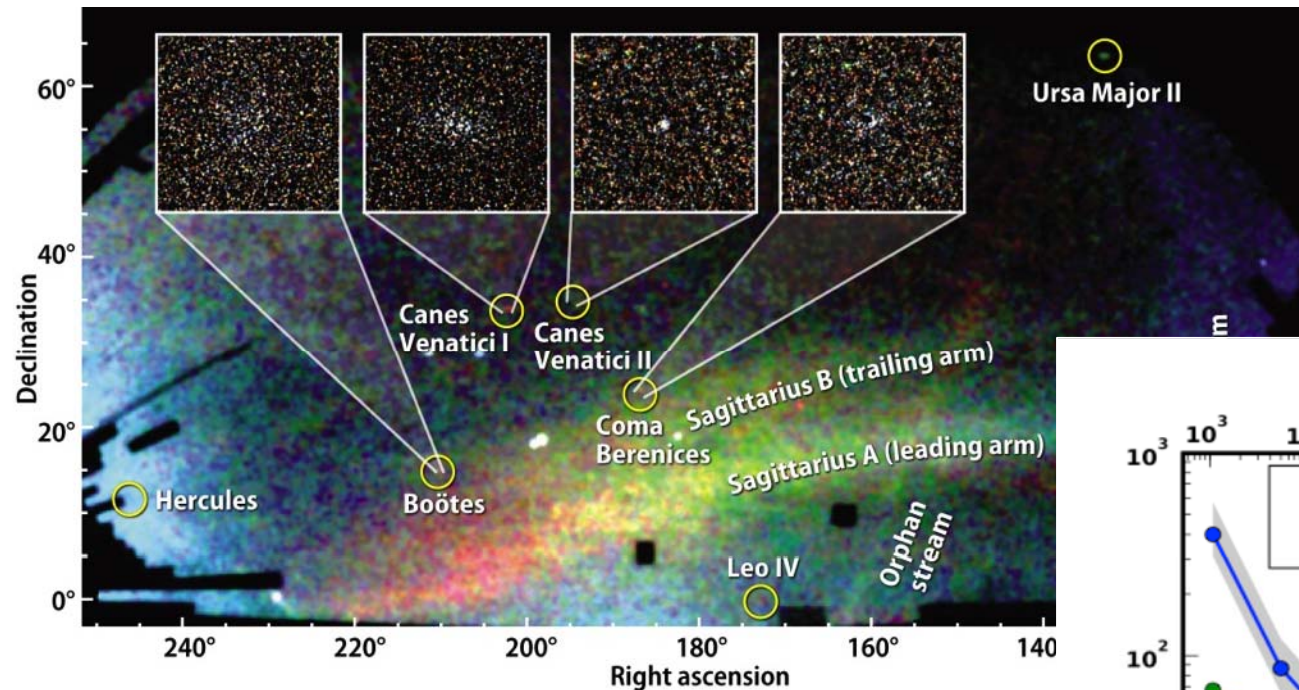 60°
40°
20°
0°
Declination
Ursa Major II
Canes
Venatici I
Canes
Venatici II
Coma
Berenices
Sagittarius B (trailing arm)
Sagittarius A (leading arm)
Hercules
Boötes
Leo IV
Orphan
stream
240°
220°
200°
180°
160°
140°
Right ascension
10³
10³
10²